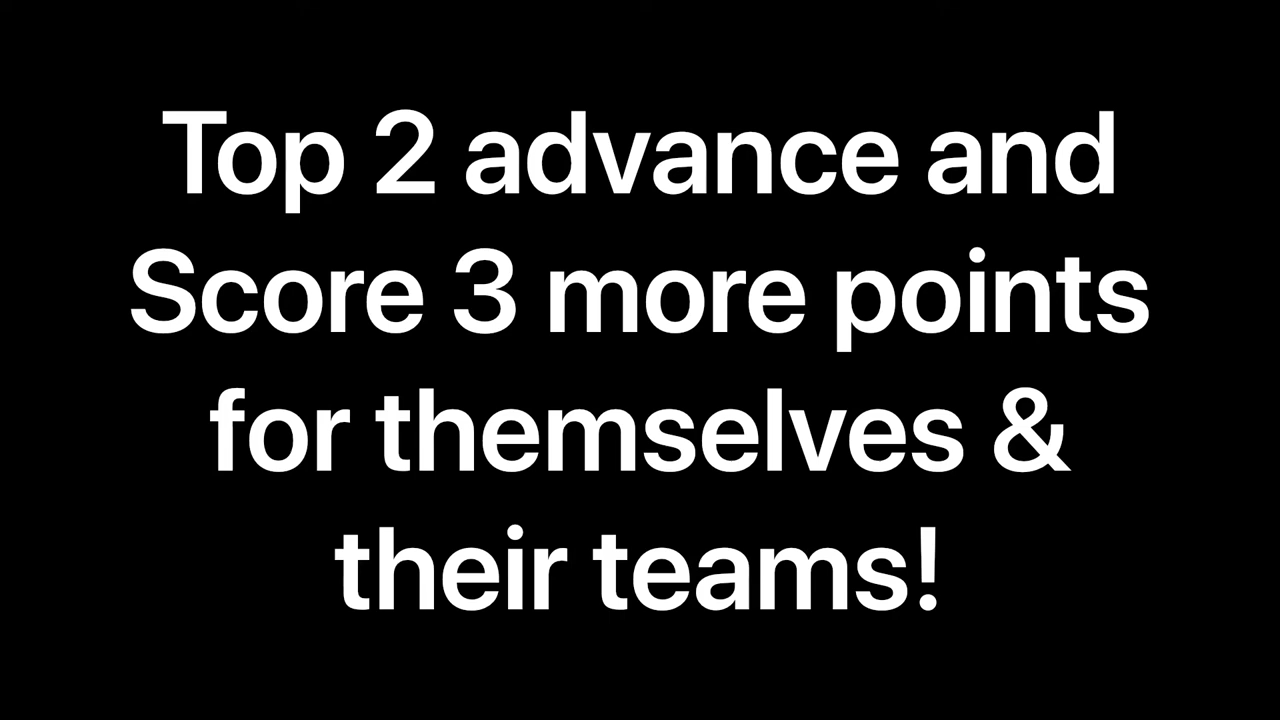 Top 2 advance and
Score 3 more points
for themselves &
their teams!